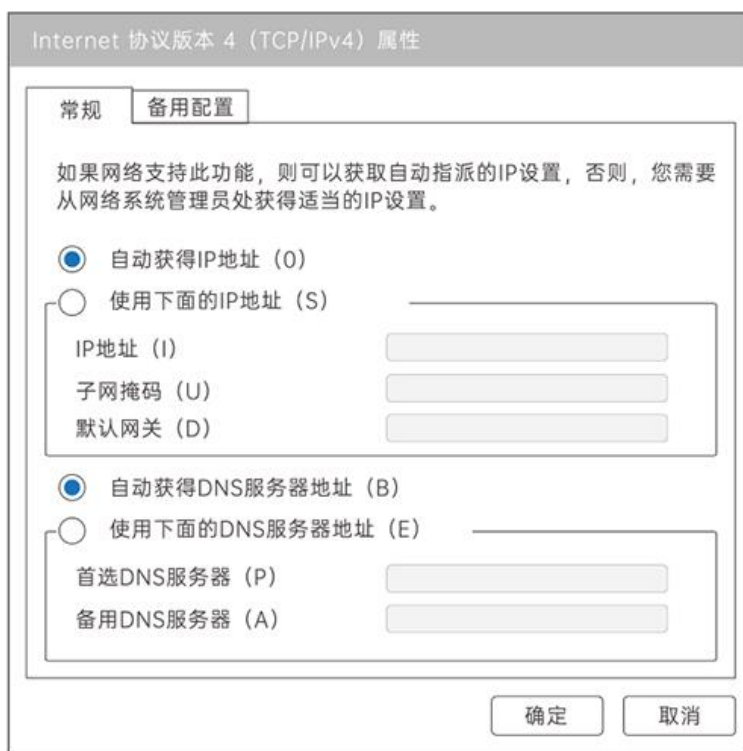 Internet 协议版本 4（TCP/IPv4）属性
常规
备用配置
如果网络支持此功能，则可以获取自动指派的IP设置，否则，您需要
从网络系统管理员处获得适当的IP设置。
自动获得IP地址（0）
使用下面的IP地址（S）
IP地址（I）
子网掩码（U）
默认网关（D）
自动获得DNS服务器地址（B）
使用下面的DNS服务器地址（E）
首选DNS服务器（P）
备用DNS服务器（A）
确定
取消